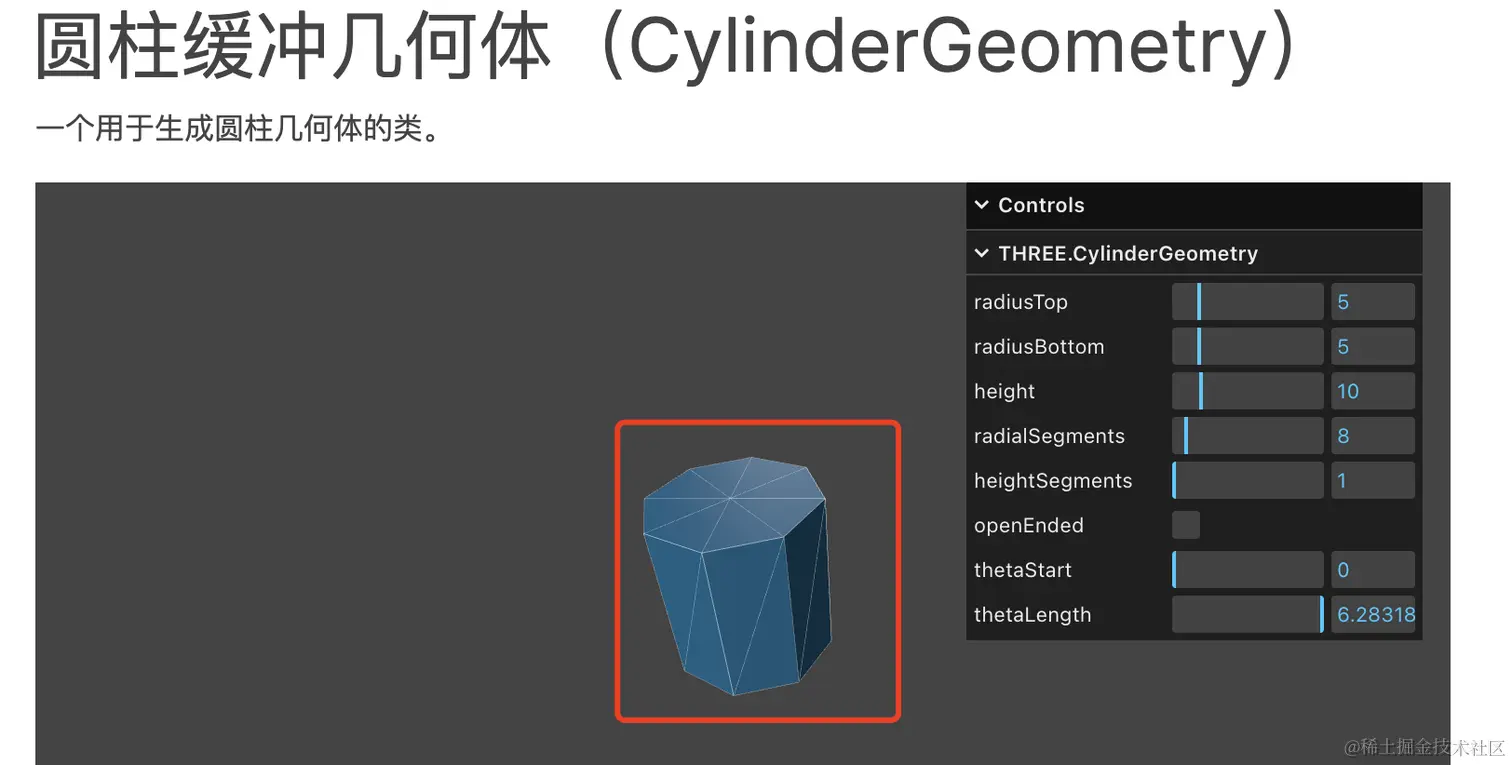 圆柱缓冲几何体（CylinderGeometry）
一个用于生成圆柱几何体的类。
Controls
THREE.CylinderGeometry
radiusTop 5
radiusBottom 5
height 10
radialSegments 8
heightSegments 1
openEnded
thetaStart 0
thetaLength 6.28318
@稀土掘金技术社区